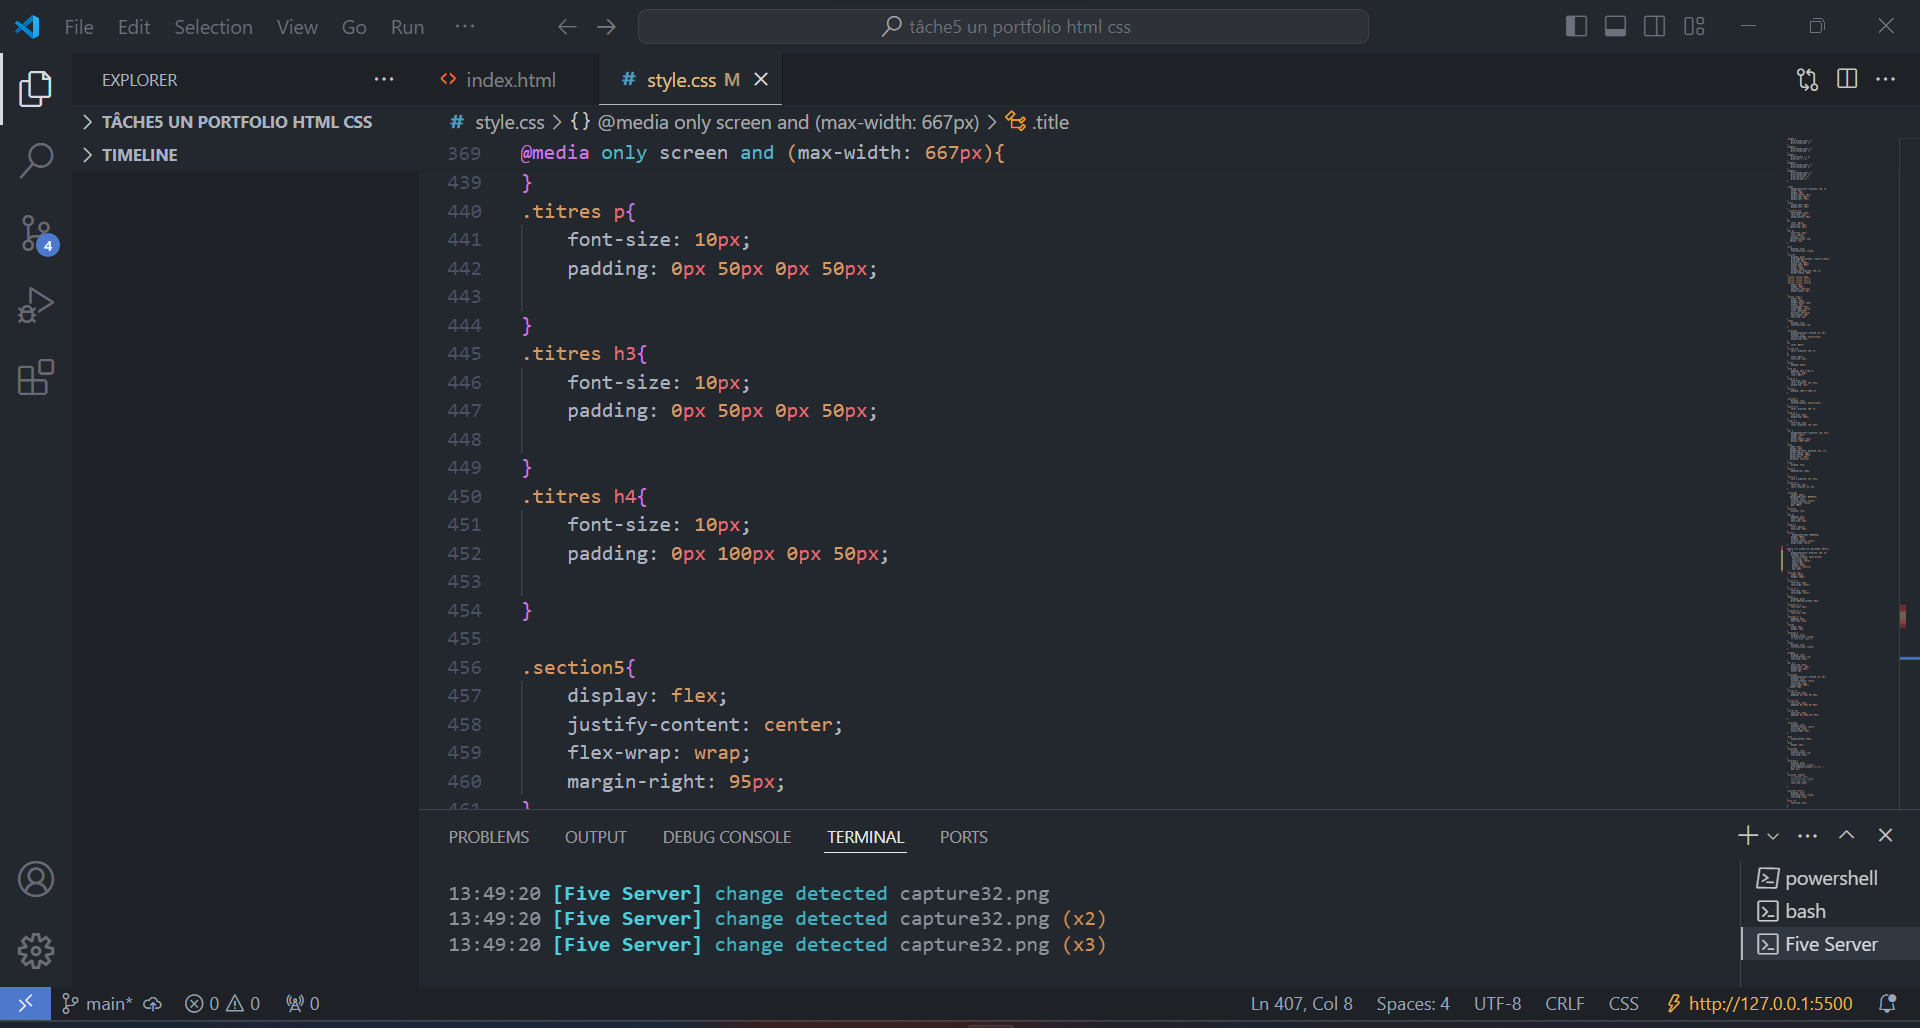 File Edit Selection View Go Run ... tâche5 un portfolio html css
EXPLORER
index.html
# style.css M
TÂCHE5 UN PORTFOLIO HTML CSS
TIMELINE
# style.css > {} @media only screen and (max-width: 667px) > .title
369 @media only screen and (max-width: 667px){
439 }
440 .titres p{
441 font-size: 10px;
442 padding: 0px 50px 0px 50px;
443
444 }
445 .titres h3{
446 font-size: 10px;
447 padding: 0px 50px 0px 50px;
448
449 }
450 .titres h4{
451 font-size: 10px;
452 padding: 0px 100px 0px 50px;
453
454 }
455
456 .section5{
457 display: flex;
458 justify-content: center;
459 flex-wrap: wrap;
460 margin-right: 95px;
461 }
4
PROBLEMS OUTPUT DEBUG CONSOLE TERMINAL PORTS
13:49:20 [Five Server] change detected capture32.png
13:49:20 [Five Server] change detected capture32.png (x2)
13:49:20 [Five Server] change detected capture32.png (x3)
powershell
bash
Five Server
main* 0 0 0 Ln 407, Col 8 Spaces: 4 UTF-8 CRLF CSS http://127.0.0.1:5500